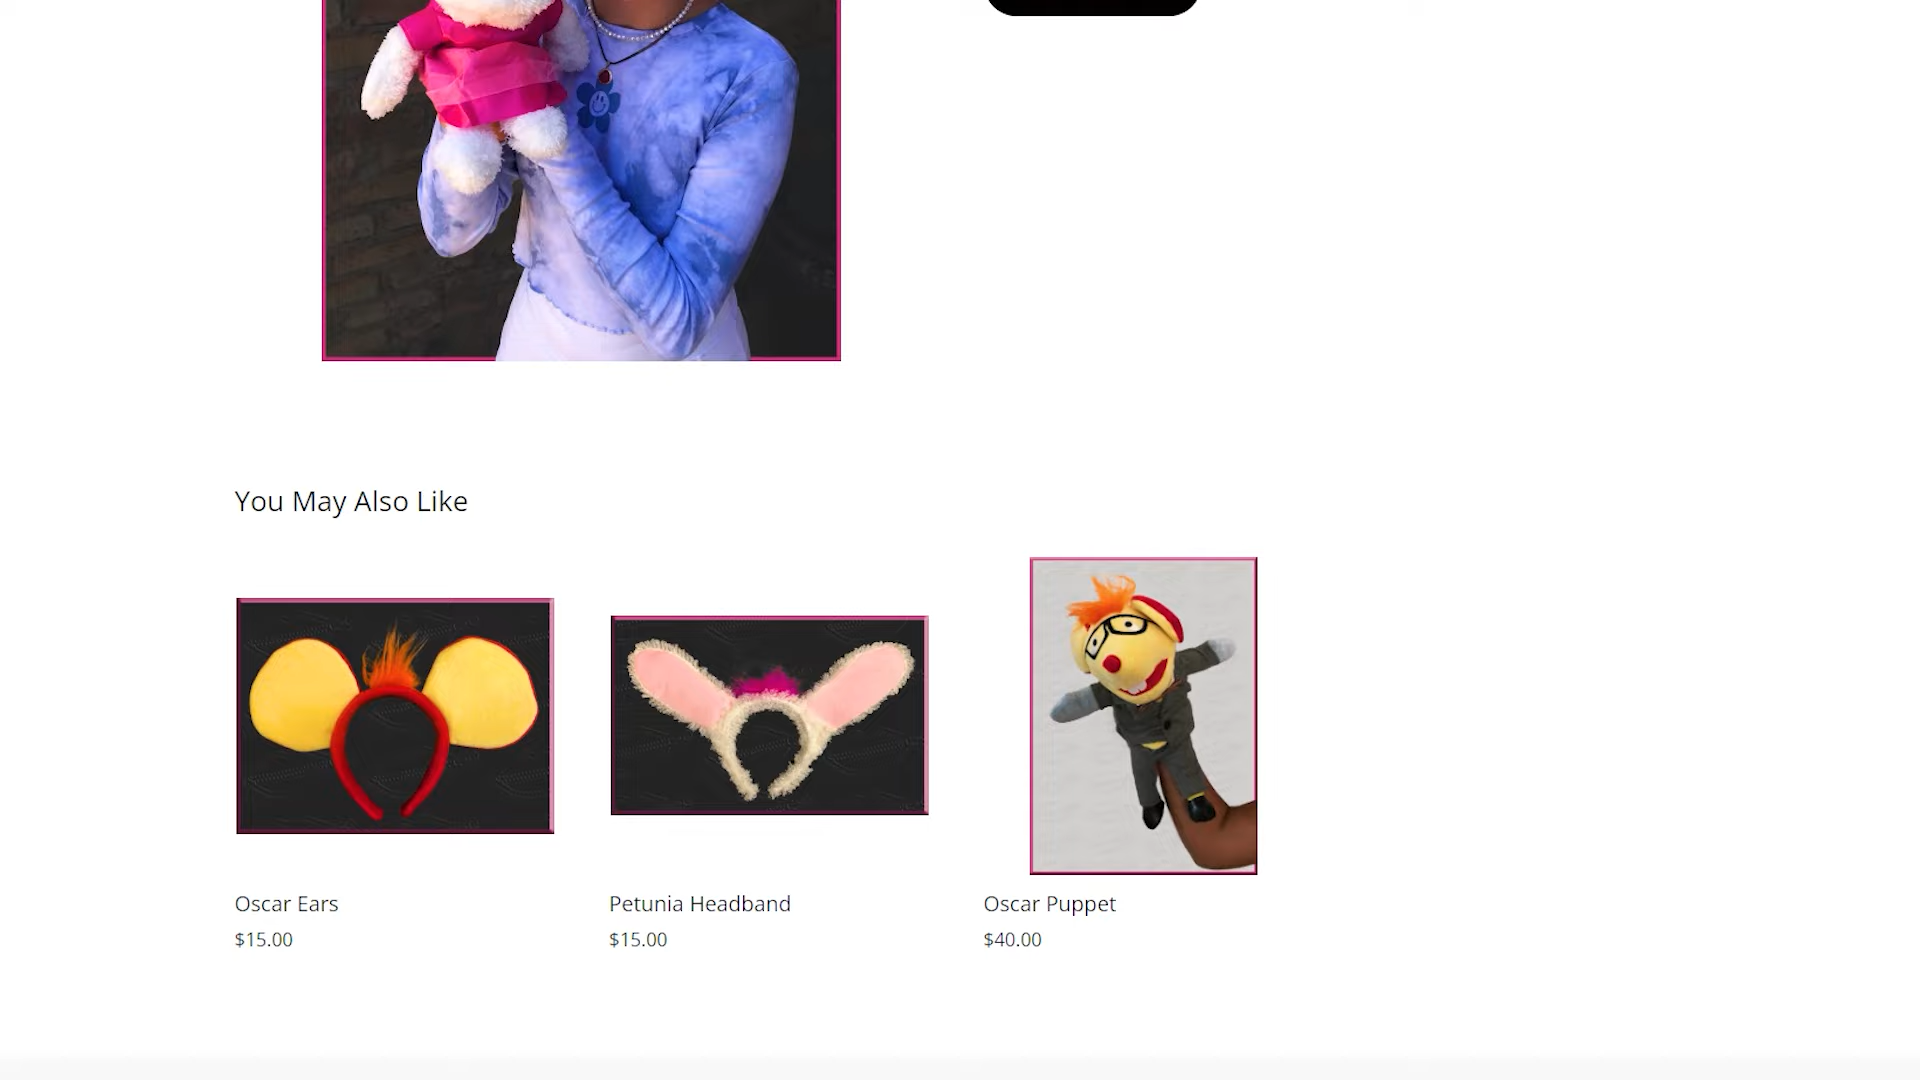 You May Also Like
Oscar Ears
$15.00
Petunia Headband
$15.00
Oscar Puppet
$40.00